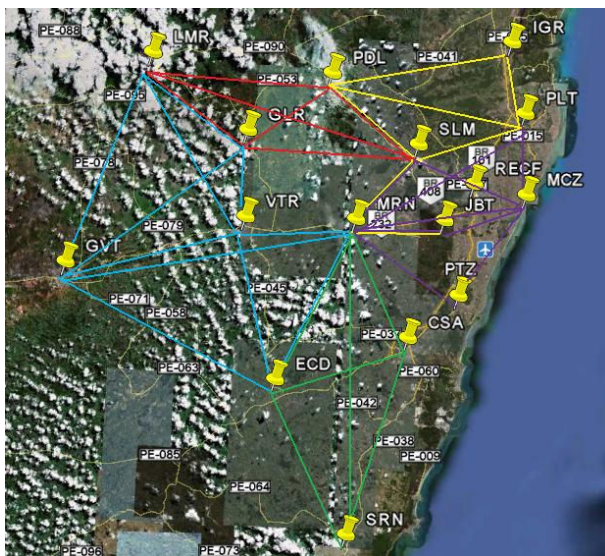 PE-088
LMR
PE-090
PDL
PE-041
IGR
PE-053
PE-095
GLR
PLT
SLM
PE-015
BR
101
RECF
PE-078
BR
408
MCZ
VTR
MRN
BR
232
JBT
PE-079
GVT
PTZ
PE-045
PE-071
PE-058
CSA
PE-063
ECD
PE-060
PE-042
PE-038
PE-085
PE-009
PE-064
SRN
PE-096
PE-073